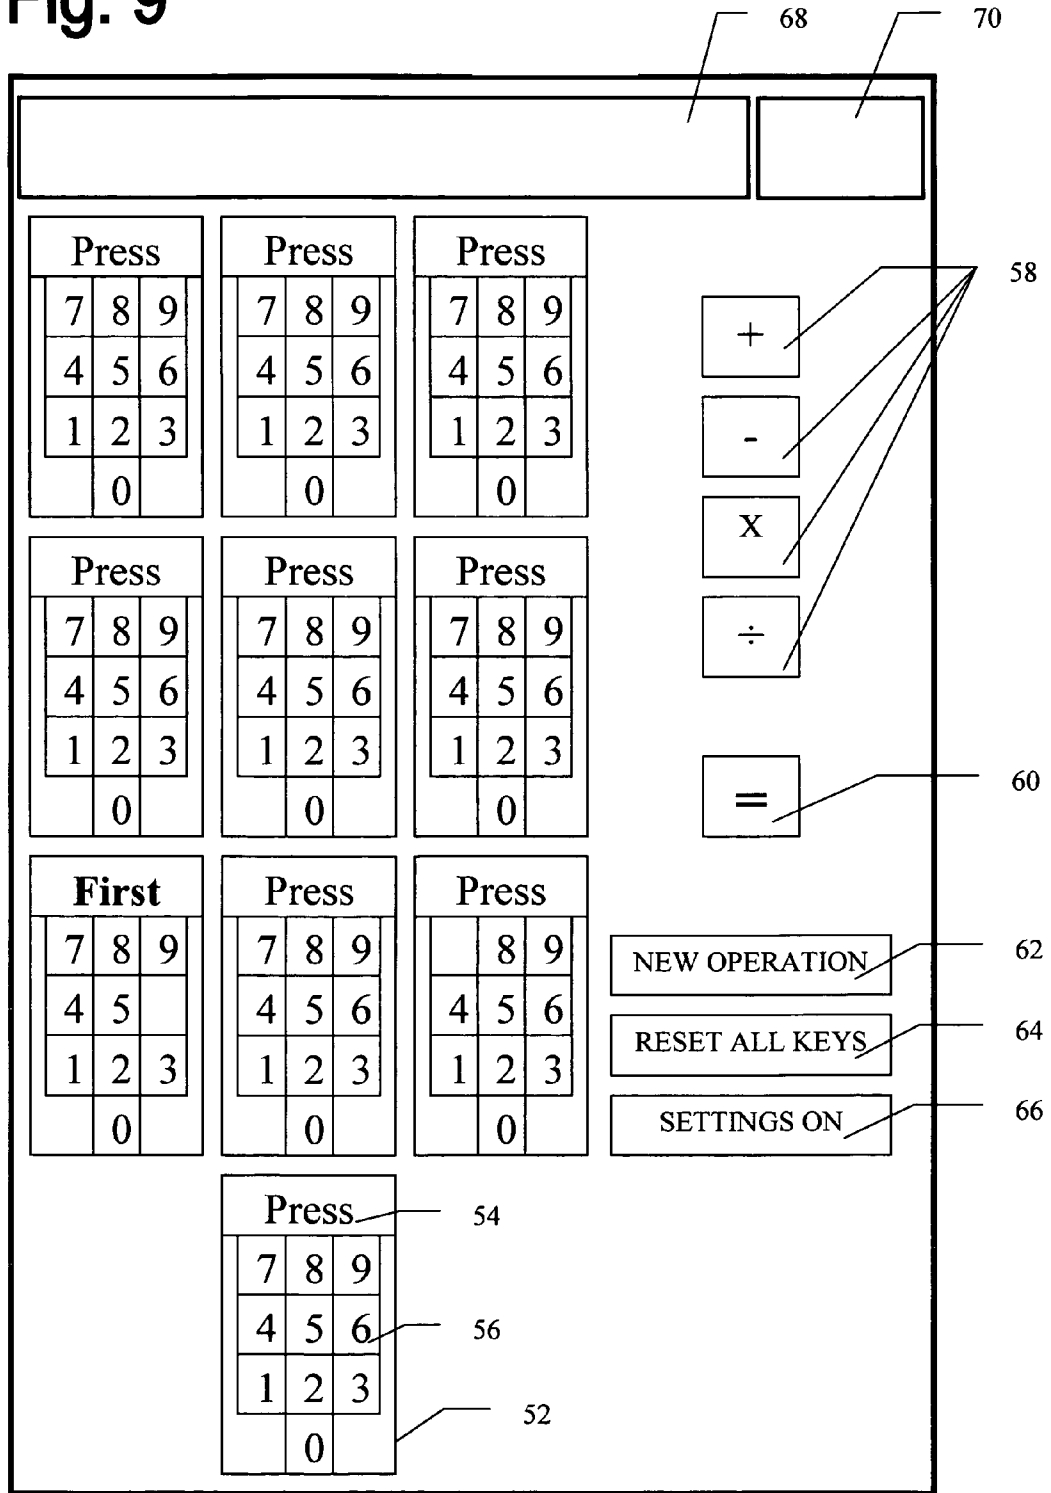 Fig. 9
68 70
Press Press Press
7 8 9 7 8 9 7 8 9 58
+
4 5 6 4 5 6 4 5 6
1 2 3 1 2 3 1 2 3
-
0 0 0
X
Press Press Press
7 8 9 7 8 9 7 8 9
÷
4 5 6 4 5 6 4 5 6
1 2 3 1 2 3 1 2 3
0 0 0
= 60
First Press Press
7 8 9 7 8 9 8 9
NEW OPERATION 62
4 5 4 5 6 4 5 6
RESET ALL KEYS 64
1 2 3 1 2 3 1 2 3
0 0 0
SETTINGS ON 66
Press 54
7 8 9
4 5 6 56
1 2 3
52
0